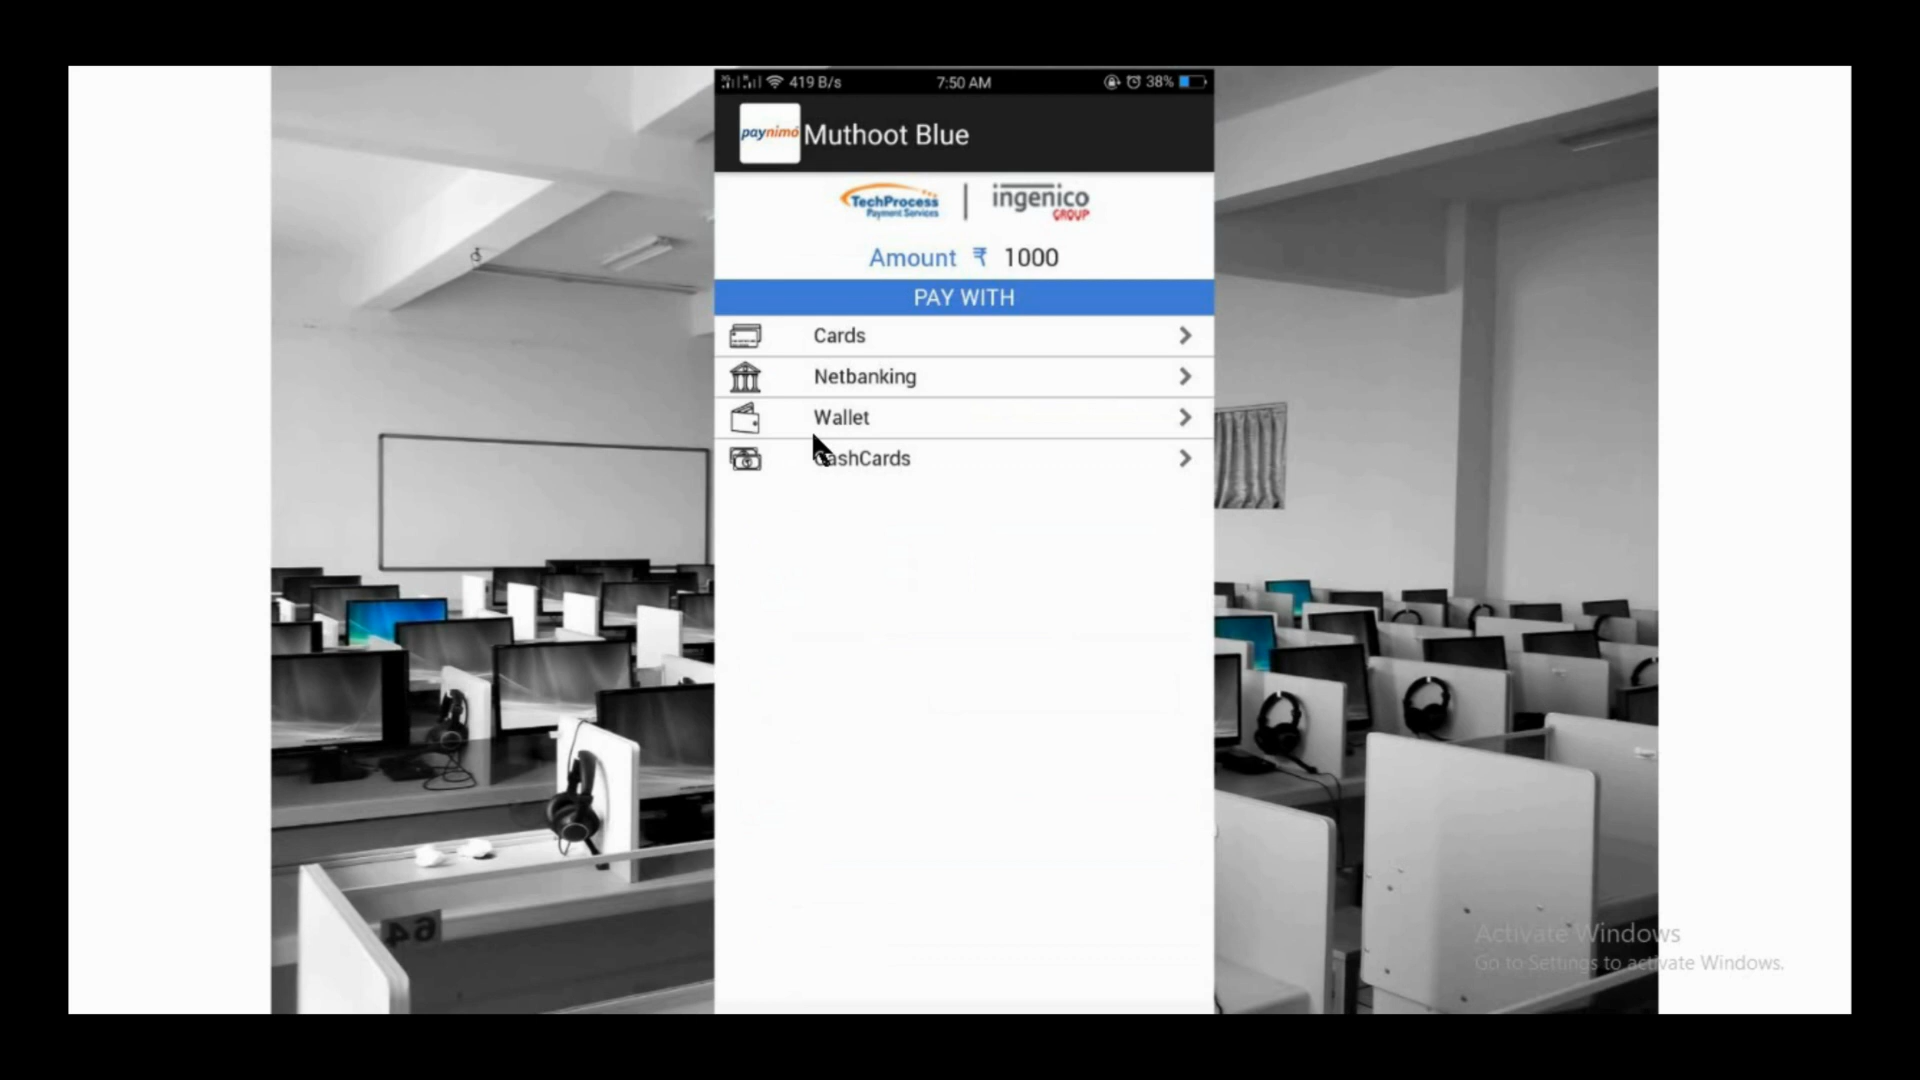 419 B/s 7:50 AM 38%
paynimo Muthoot Blue
TechProcess
Payment Services
ingenico
GROUP
Amount ₹ 1000
PAY WITH
Cards
Netbanking
Wallet
CashCards
64
Activate Windows
Go to Settings to activate Windows.